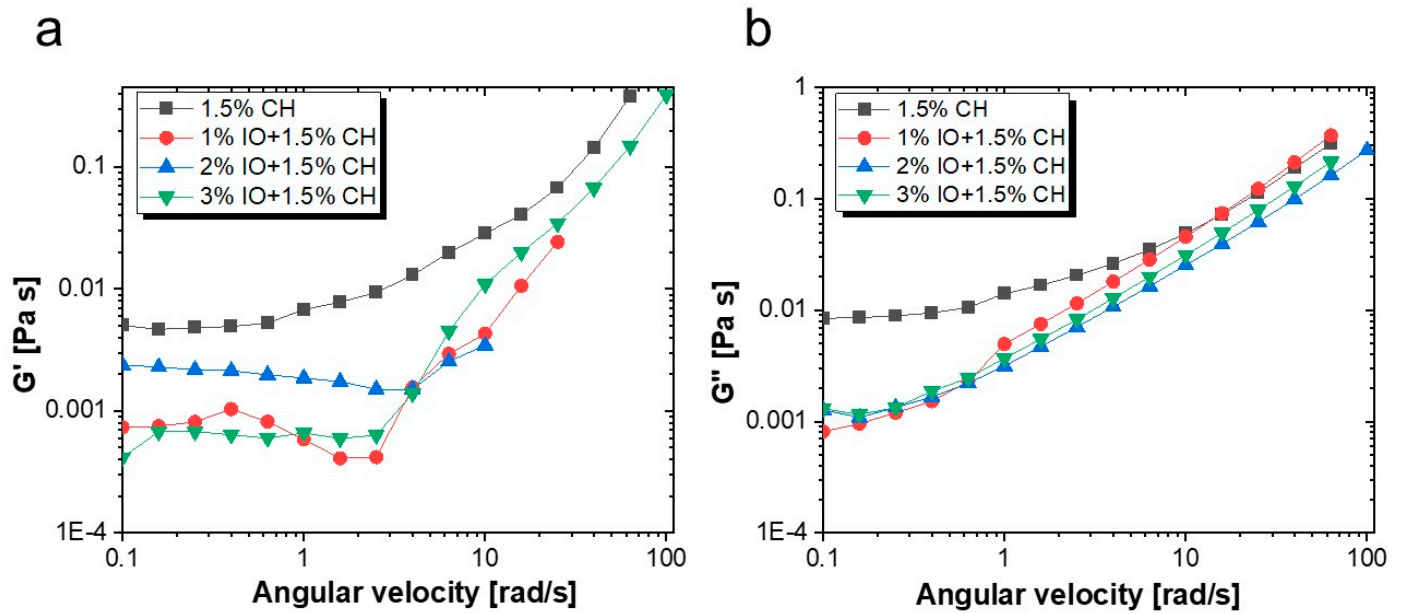 a
1.5% CH
1% IO+1.5% CH
2% IO+1.5% CH
3% IO+1.5% CH
0.1
0.01
0.001
1E-4
G' [Pa s]
0.1
1
10
100
Angular velocity [rad/s]
b
1.5% CH
1% IO+1.5% CH
2% IO+1.5% CH
3% IO+1.5% CH
1
0.1
0.01
0.001
1E-4
G'' [Pa s]
0.1
1
10
100
Angular velocity [rad/s]